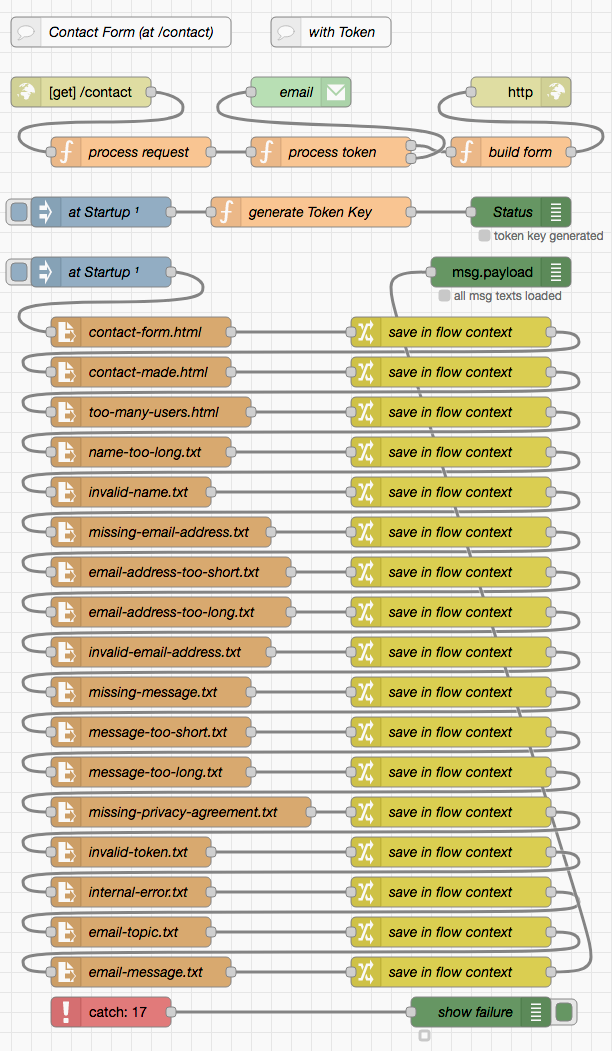 Contact Form (at /contact)
with Token
[get] /contact
email
http
process request
process token
build form
at Startup ¹
generate Token Key
Status
token key generated
at Startup ¹
msg.payload
all msg texts loaded
contact-form.html
save in flow context
contact-made.html
save in flow context
too-many-users.html
save in flow context
name-too-long.txt
save in flow context
invalid-name.txt
save in flow context
missing-email-address.txt
save in flow context
email-address-too-short.txt
save in flow context
email-address-too-long.txt
save in flow context
invalid-email-address.txt
save in flow context
missing-message.txt
save in flow context
message-too-short.txt
save in flow context
message-too-long.txt
save in flow context
missing-privacy-agreement.txt
save in flow context
invalid-token.txt
save in flow context
internal-error.txt
save in flow context
email-topic.txt
save in flow context
email-message.txt
save in flow context
catch: 17
show failure